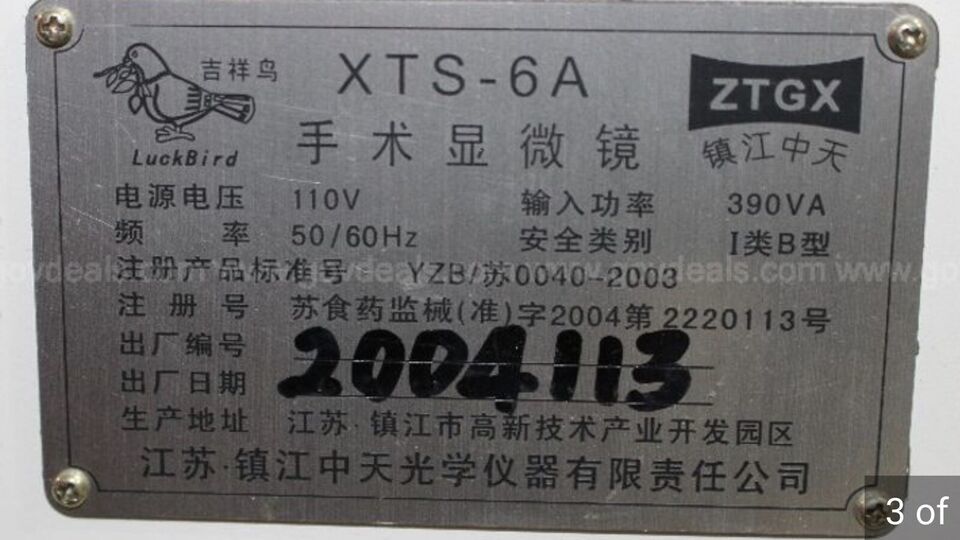 吉祥鸟
LuckBird
XTS-6A
ZTGX
镇江中天
手术显微镜
电源电压 110V 输入功率 390VA
频率 50/60Hz 安全类别 I类B型
注册产品标准号 YZB/苏0040-2003
注册号 苏食药监械(准)字2004第2220113号
出厂编号
2004113
出厂日期
生产地址 江苏·镇江市高新技术产业开发园区
江苏·镇江中天光学仪器有限责任公司
3 of